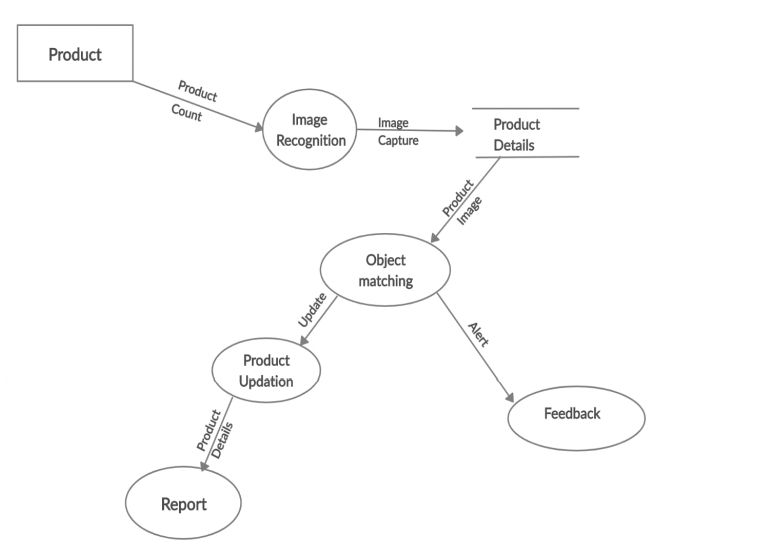 Product
Product
Count
Image
Recognition
Image
Capture
Product
Details
Product
Image
Object
matching
Update
Alert
Product
Updation
Feedback
Product
Details
Report